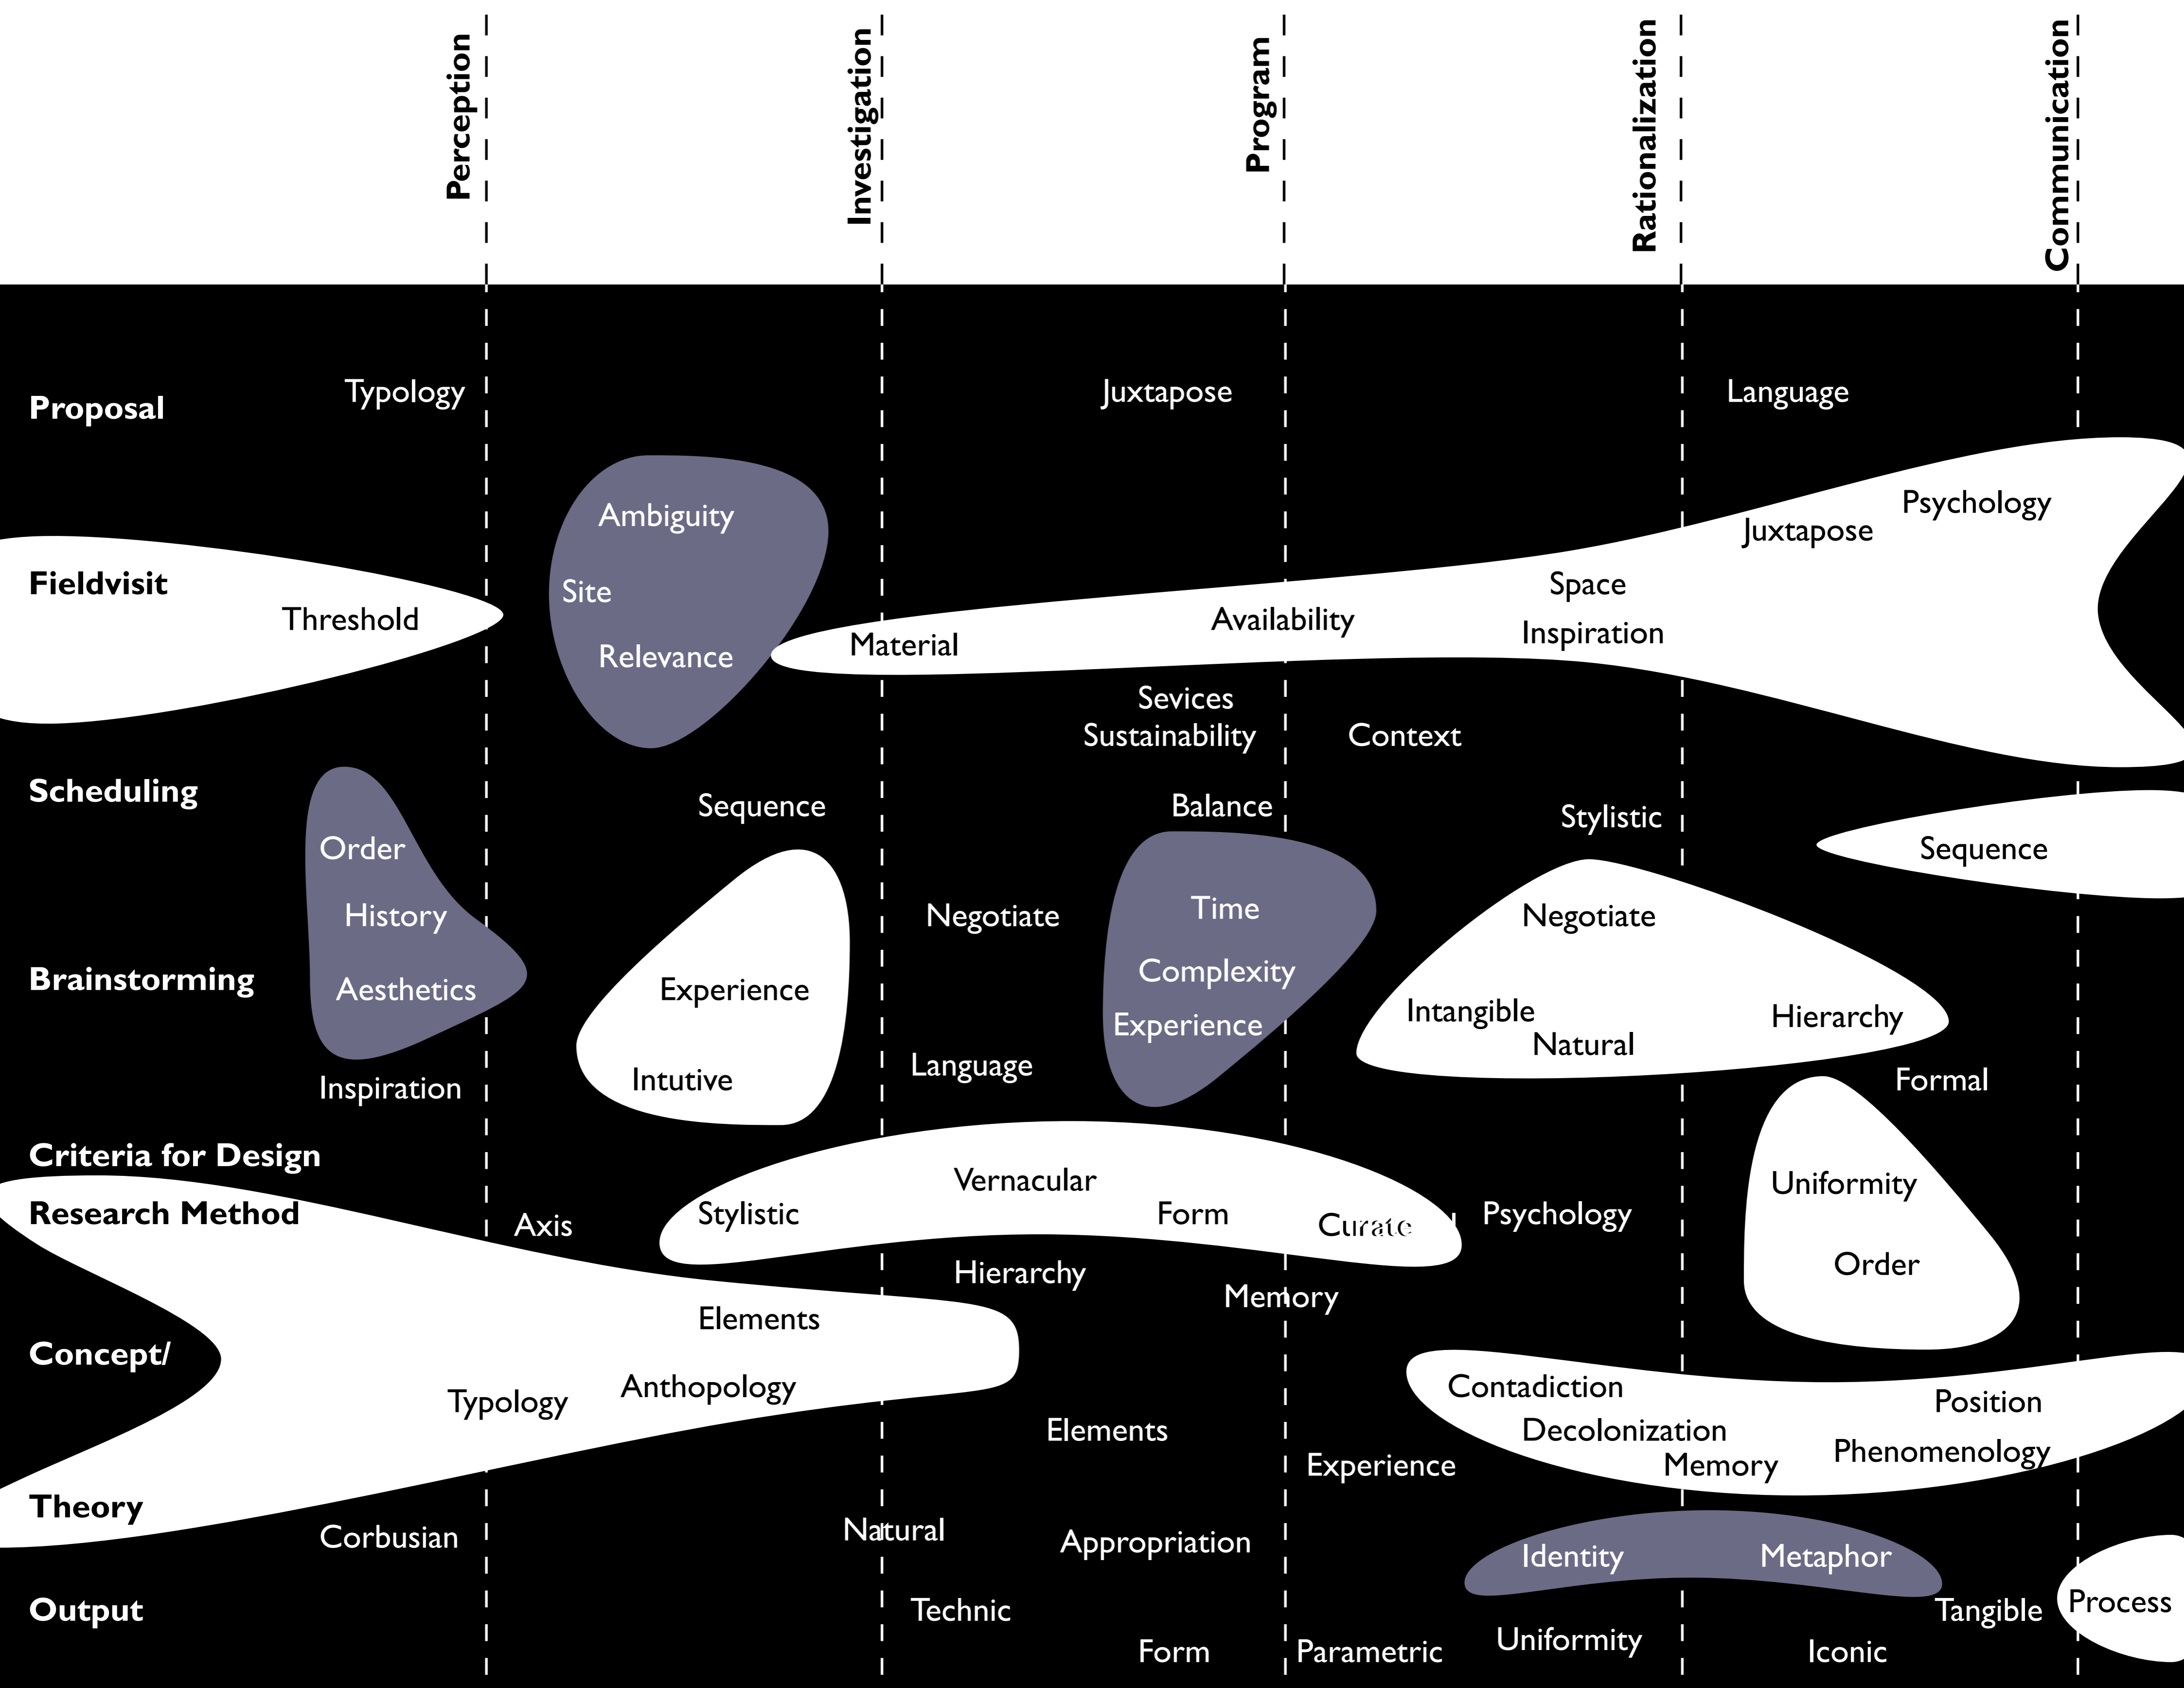 Perception
Investigation
Program
Rationalization
Communication
Proposal
Typology
Juxtapose
Language
Ambiguity
Psychology
Juxtapose
Fieldvisit
Site
Space
Threshold
Availability
Inspiration
Relevance
Material
Sevices
Sustainability
Context
Scheduling
Sequence
Balance
Stylistic
Order
Sequence
History
Negotiate
Time
Negotiate
Brainstorming
Aesthetics
Experience
Complexity
Intangible
Hierarchy
Experience
Natural
Inspiration
Intutive
Language
Formal
Criteria for Design
Vernacular
Uniformity
Research Method
Axis
Stylistic
Form
Curate
Psychology
Hierarchy
Order
Memory
Elements
Concept/
Typology
Anthopology
Contadiction
Position
Elements
Decolonization
Experience
Memory
Phenomenology
Theory
Corbusian
Natural
Appropriation
Identity
Metaphor
Output
Technic
Tangible
Process
Form
Parametric
Uniformity
Iconic